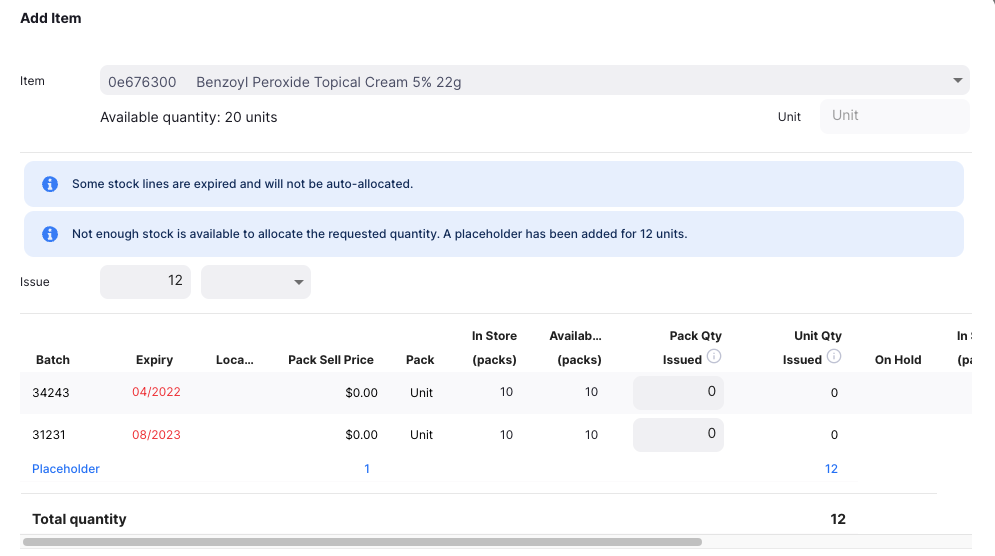 Add Item
Item 0e676300 Benzoyl Peroxide Topical Cream 5% 22g
Available quantity: 20 units Unit Unit
Some stock lines are expired and will not be auto-allocated.
Not enough stock is available to allocate the requested quantity. A placeholder has been added for 12 units.
Issue 12
In Store Availab... Pack Qty Unit Qty In S
Batch Expiry Loca... Pack Sell Price Pack (packs) (packs) Issued Issued On Hold (pa
34243 04/2022 $0.00 Unit 10 10 0 0
31231 08/2023 $0.00 Unit 10 10 0 0
Placeholder 1 12
Total quantity 12